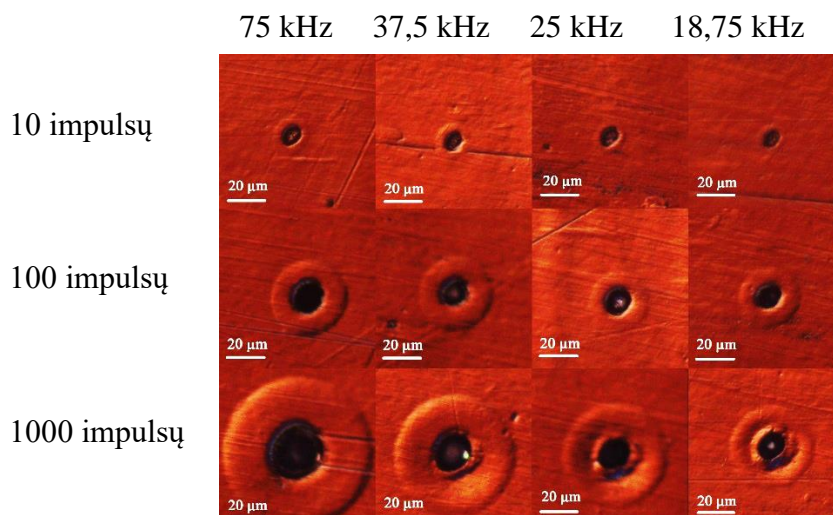 75 kHz 37,5 kHz 25 kHz 18,75 kHz
10 impulsų
20 µm 20 µm 20 µm 20 µm
100 impulsų
20 µm 20 µm 20 µm 20 µm
1000 impulsų
20 µm 20 µm 20 µm 20 µm